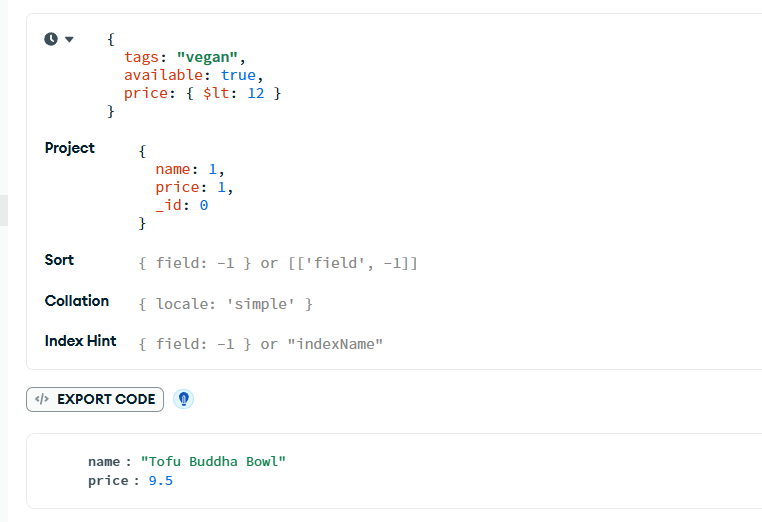 {
tags: "vegan",
available: true,
price: { $lt: 12 }
}
Project
{
name: 1,
price: 1,
_id: 0
}
Sort { field: -1 } or [['field', -1]]
Collation { locale: 'simple' }
Index Hint { field: -1 } or "indexName"
</> EXPORT CODE
name : "Tofu Buddha Bowl"
price : 9.5